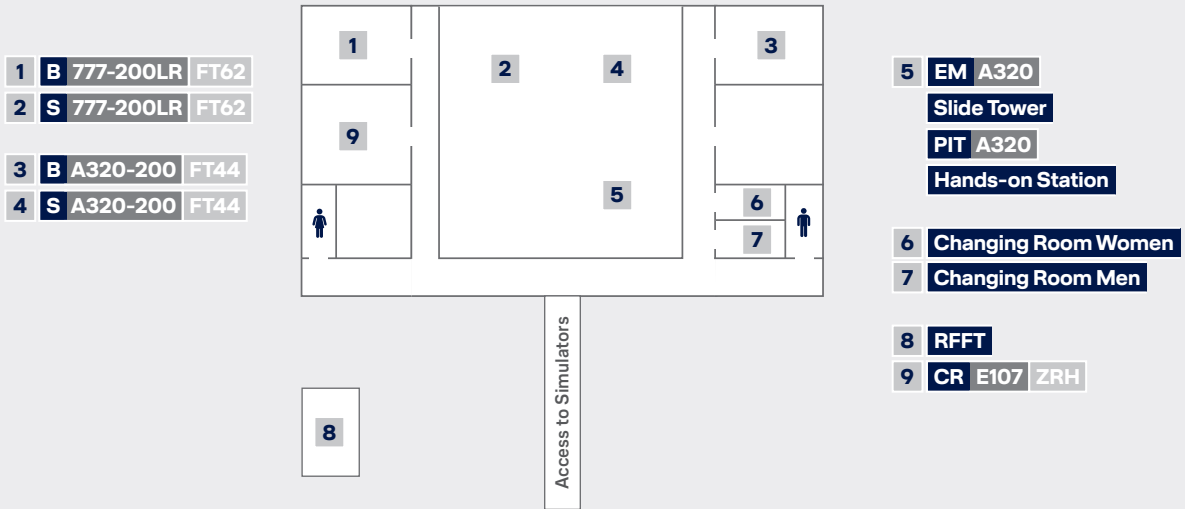 1 B 777-200LR FT62
2 S 777-200LR FT62
3 B A320-200 FT44
4 S A320-200 FT44
1
2
4
3
9
5
6
7
8
Access to Simulators
5 EM A320
Slide Tower
PIT A320
Hands-on Station
6 Changing Room Women
7 Changing Room Men
8 RFFT
9 CR E107 ZRH